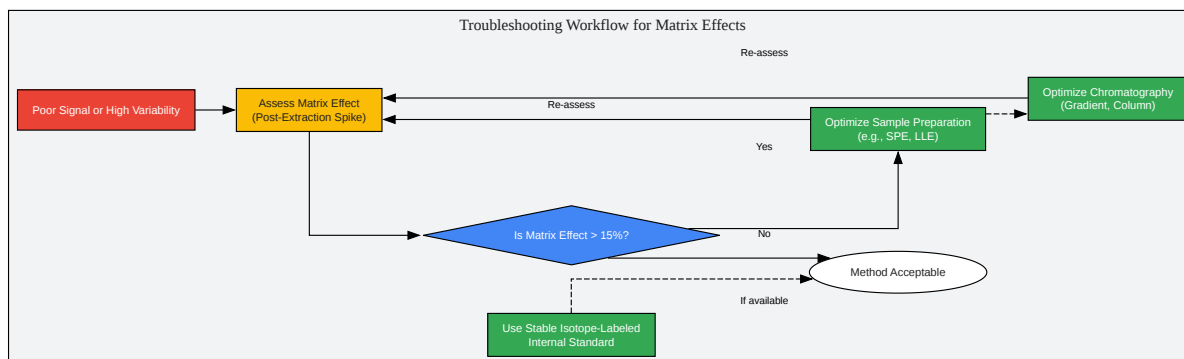 Troubleshooting Workflow for Matrix Effects
Re-assess
Poor Signal or High Variability
Assess Matrix Effect
(Post-Extraction Spike)
Re-assess
Optimize Chromatography
(Gradient, Column)
Optimize Sample Preparation
(e.g., SPE, LLE)
Yes
Is Matrix Effect > 15%?
No
Method Acceptable
If available
Use Stable Isotope-Labeled
Internal Standard